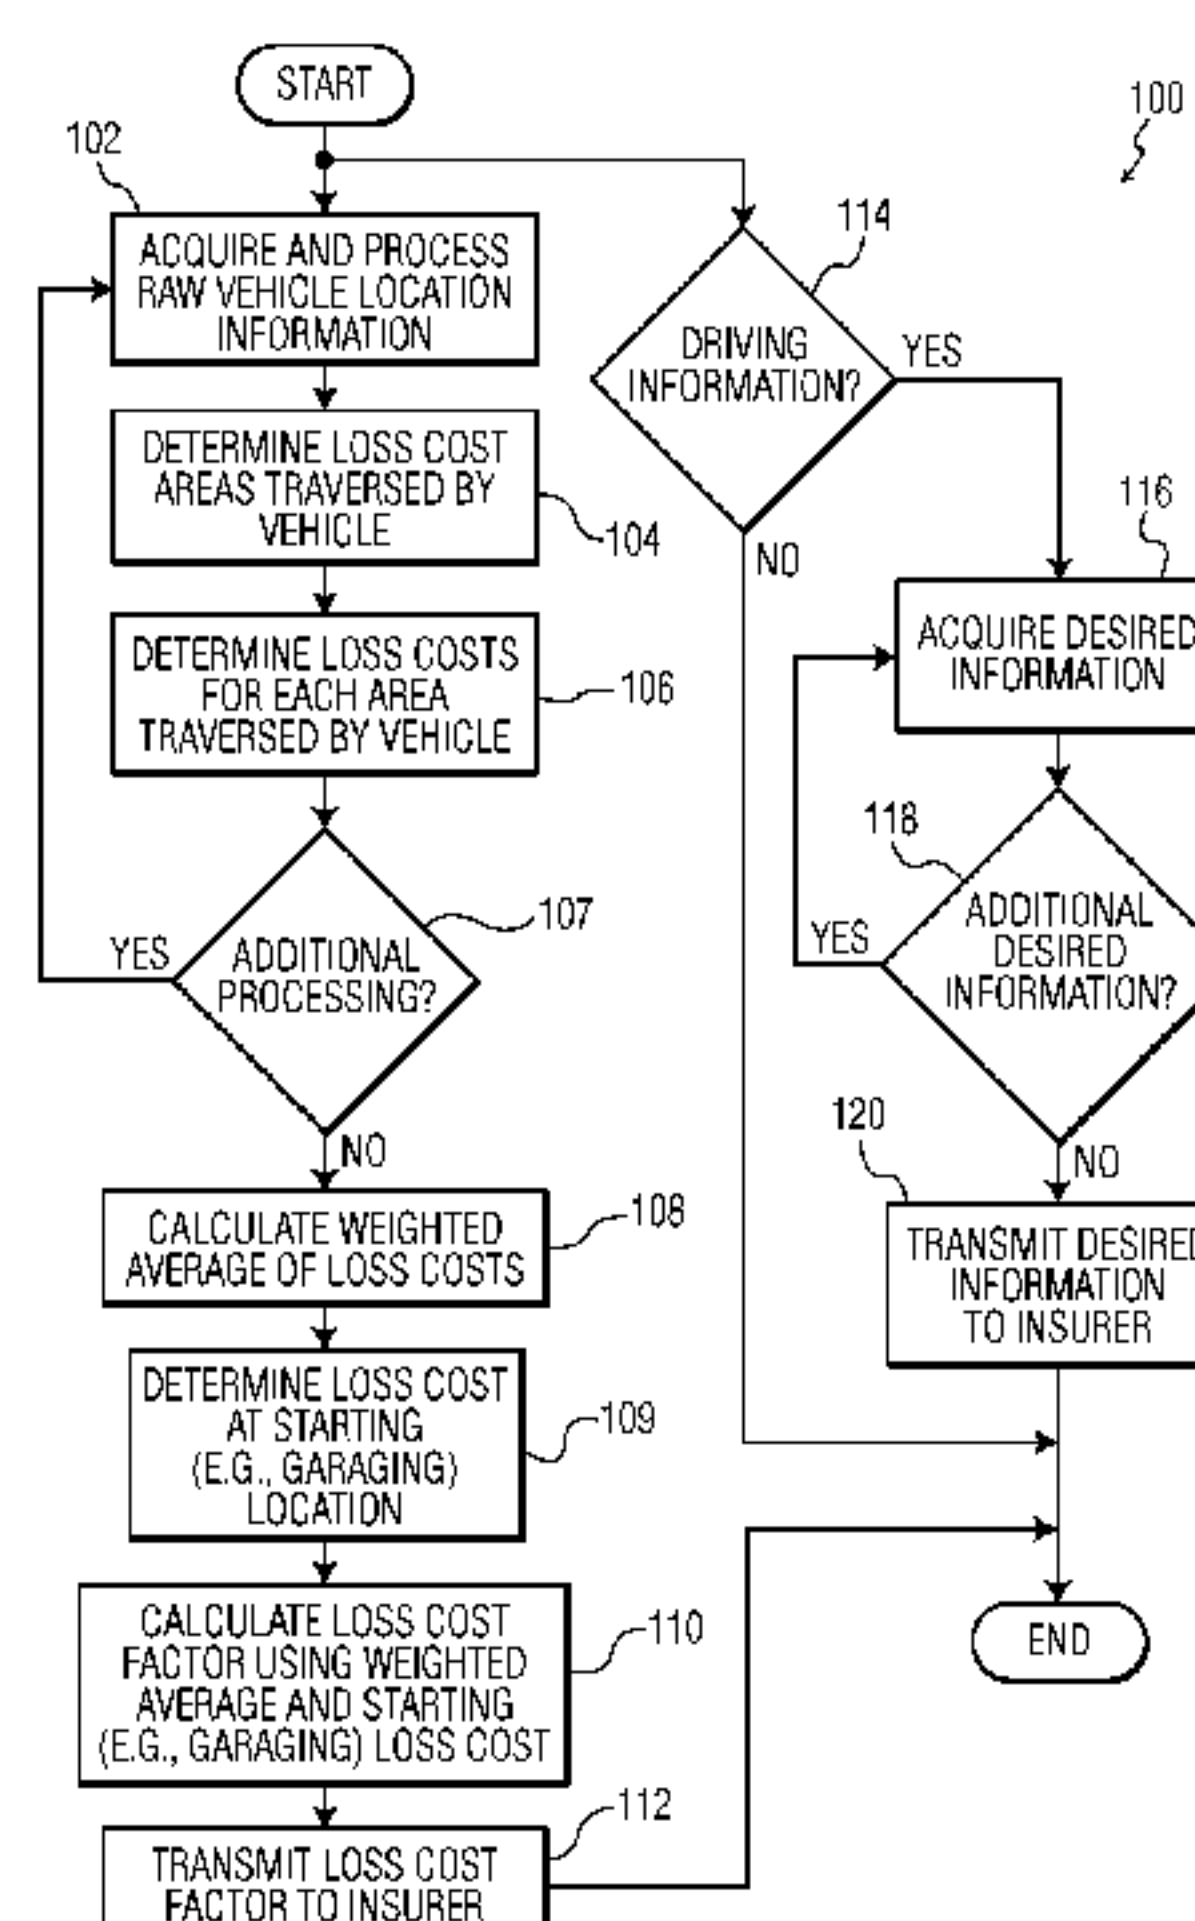 START
100
102
ACQUIRE AND PROCESS
RAW VEHICLE LOCATION
INFORMATION
DETERMINE LOSS COST
AREAS TRAVERSED BY
VEHICLE
104
DETERMINE LOSS COSTS
FOR EACH AREA
TRAVERSED BY VEHICLE
106
107
YES
ADDITIONAL
PROCESSING?
NO
CALCULATE WEIGHTED
AVERAGE OF LOSS COSTS
108
DETERMINE LOSS COST
AT STARTING
(E.G., GARAGING)
LOCATION
109
CALCULATE LOSS COST
FACTOR USING WEIGHTED
AVERAGE AND STARTING
(E.G., GARAGING) LOSS COST
110
112
TRANSMIT LOSS COST
FACTOR TO INSURER
114
DRIVING
INFORMATION?
YES
NO
116
ACQUIRE DESIRED
INFORMATION
118
YES
ADDITIONAL
DESIRED
INFORMATION?
NO
120
TRANSMIT DESIRED
INFORMATION
TO INSURER
END